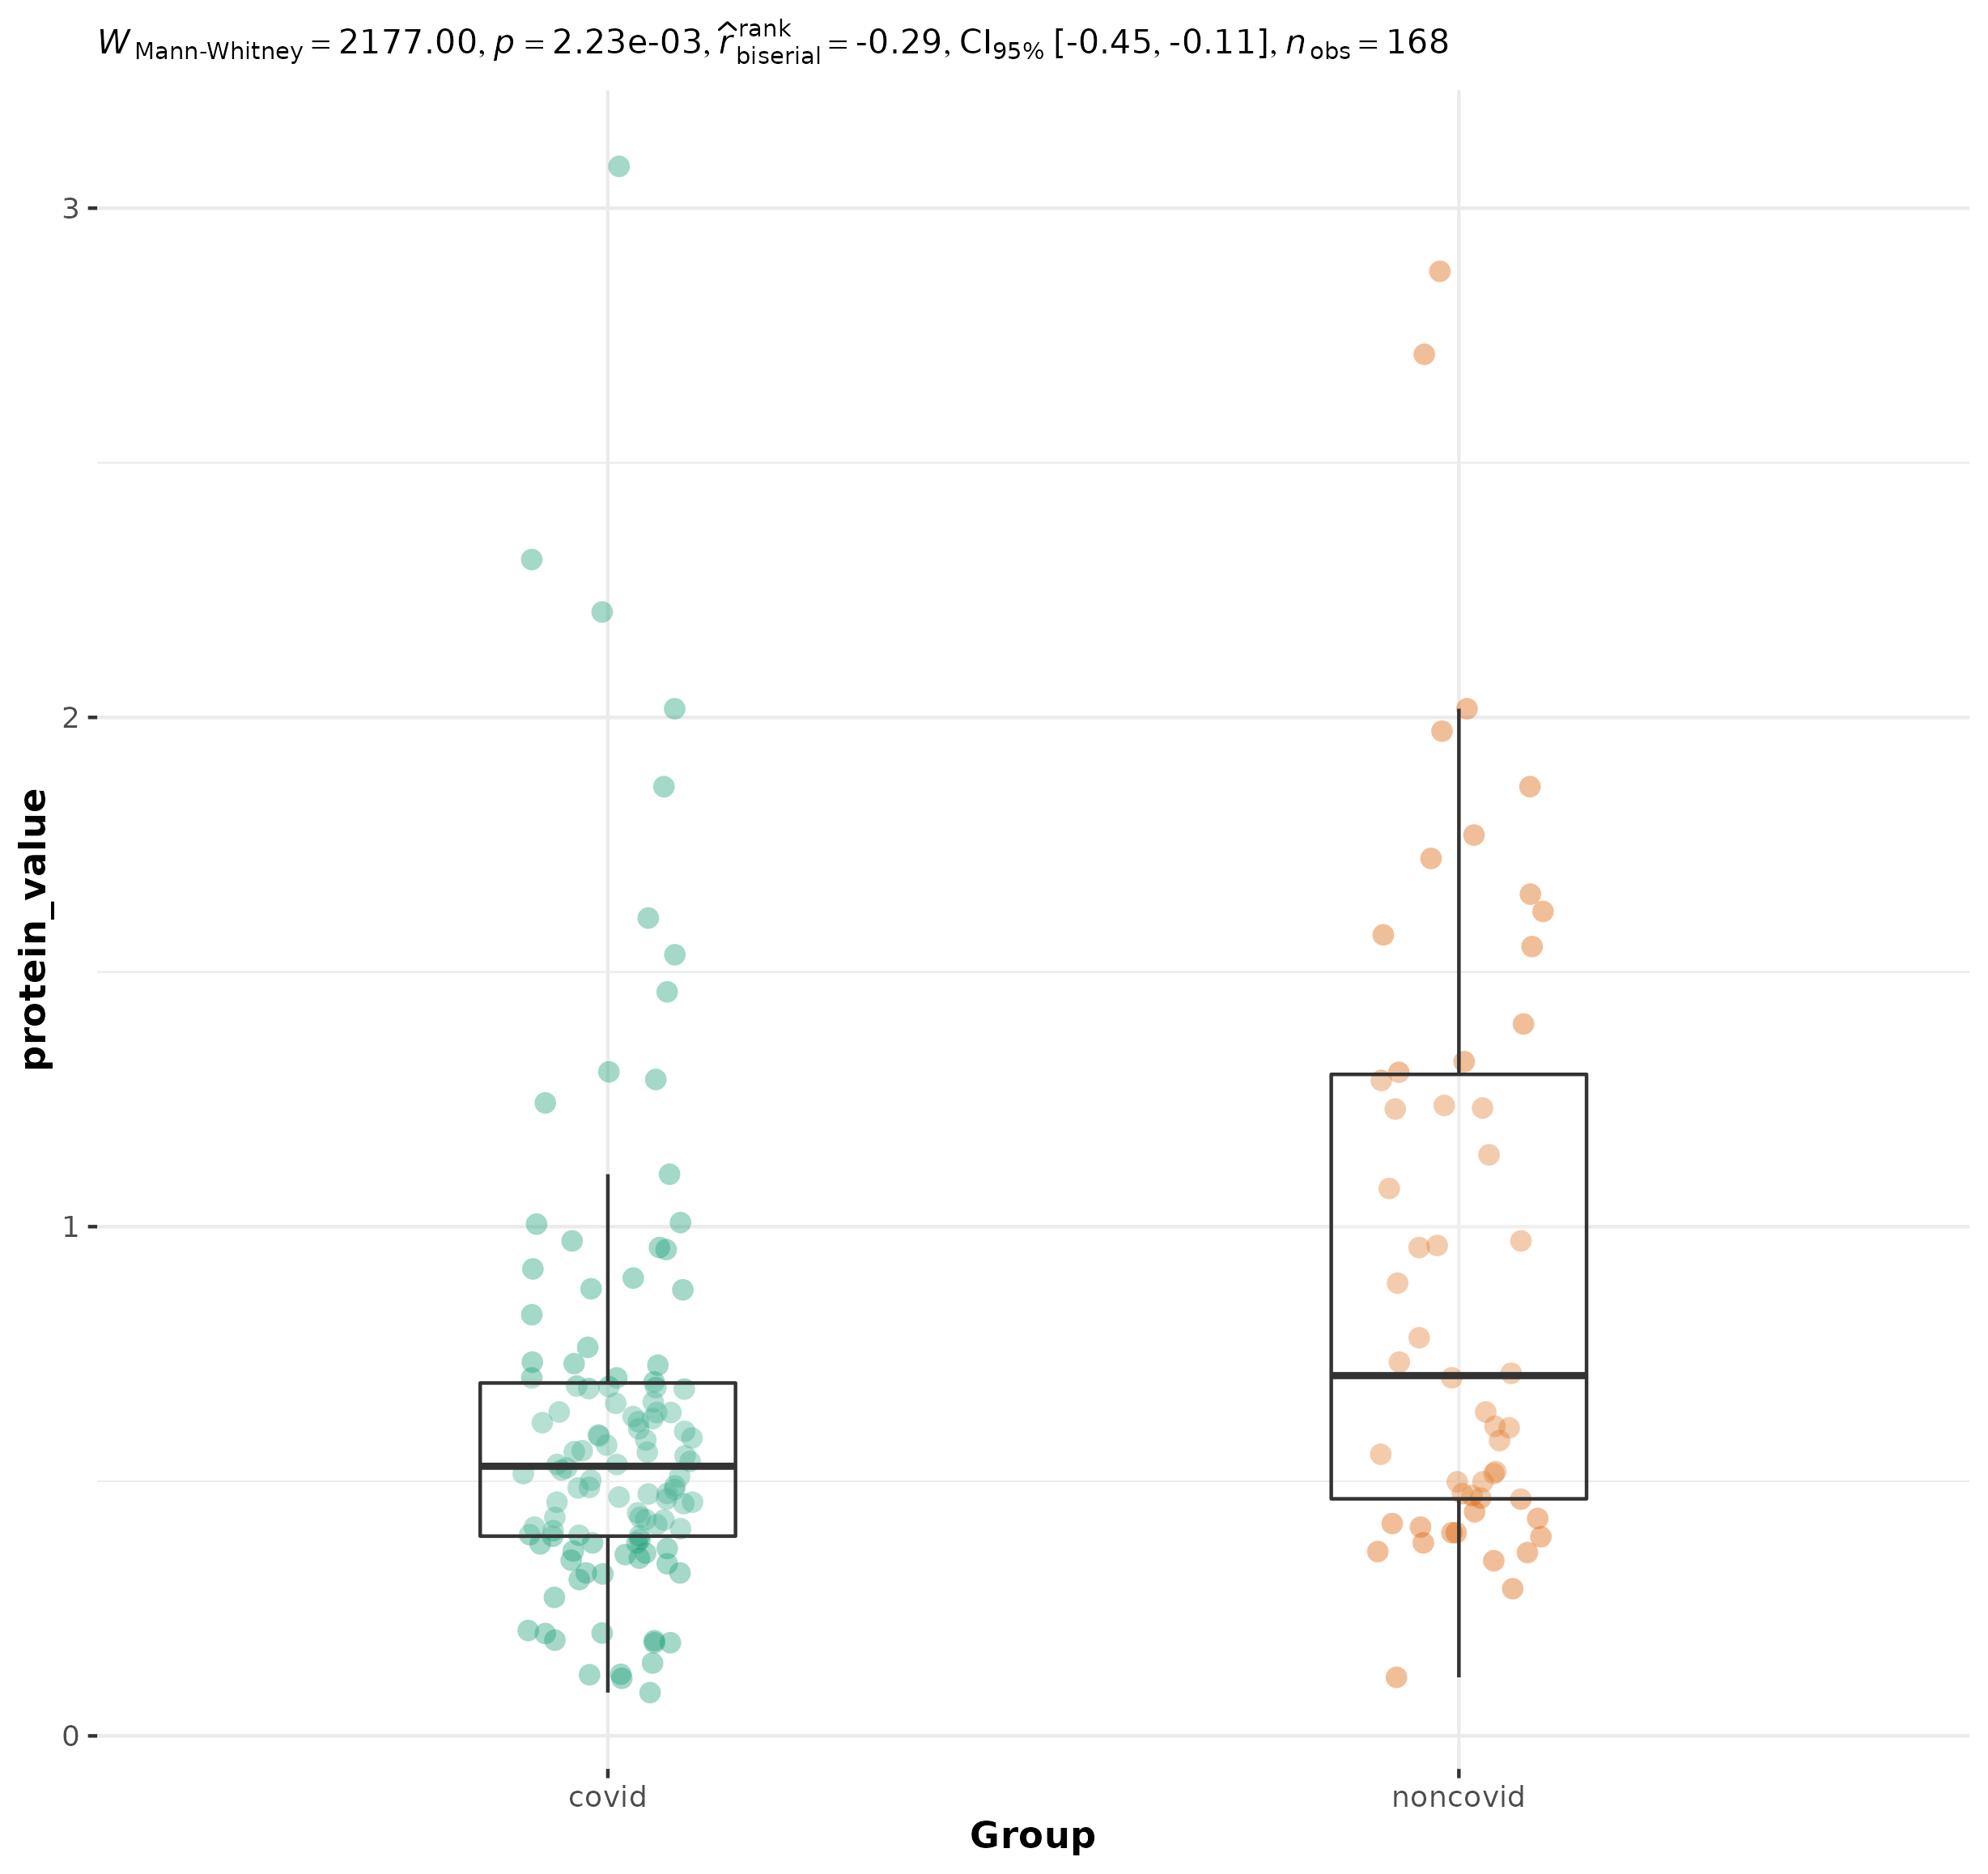 W Mann-Whitney = 2177.00, p = 2.23e-03, r̂ rank biserial = -0.29, CI95% [-0.45, -0.11], n obs = 168
3
2
1
0
protein_value
covid noncovid
Group